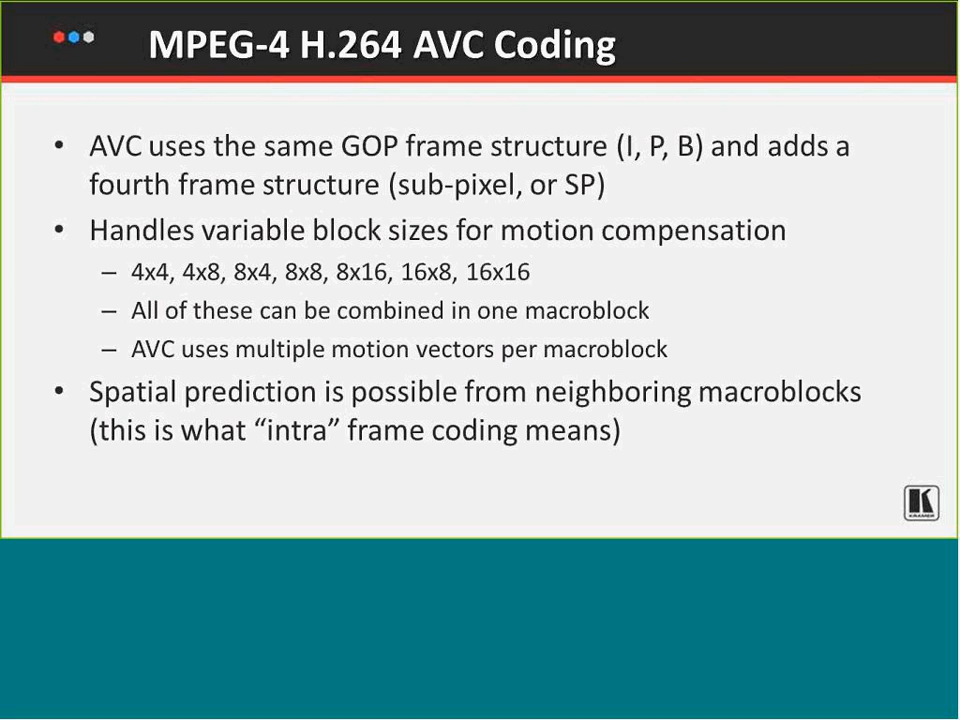 MPEG-4 H.264 AVC Coding
• AVC uses the same GOP frame structure (I, P, B) and adds a
fourth frame structure (sub-pixel, or SP)
• Handles variable block sizes for motion compensation
– 4x4, 4x8, 8x4, 8x8, 8x16, 16x8, 16x16
– All of these can be combined in one macroblock
– AVC uses multiple motion vectors per macroblock
• Spatial prediction is possible from neighboring macroblocks
(this is what “intra” frame coding means)
K
KRAMER